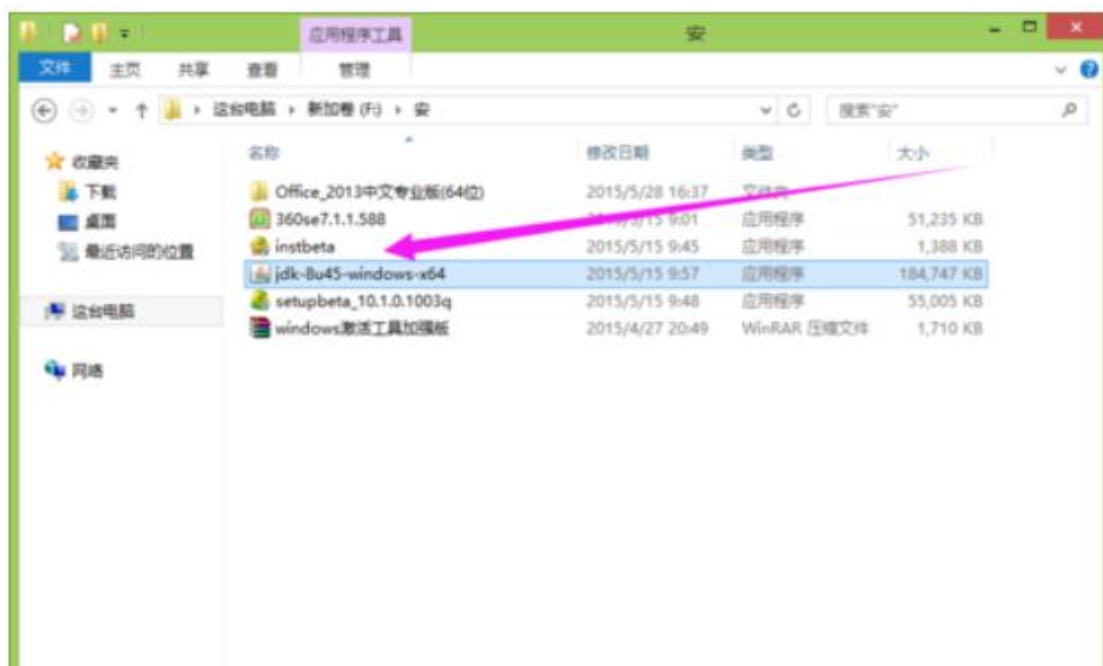 应用程序工具 安
文件 主页 共享 查看 管理
这台电脑 新加卷 (F:) 安 搜索"安"
收藏夹
下载
桌面
最近访问的位置
这台电脑
网络
名称 修改日期 类型 大小
Office_2013中文专业版(64位) 2015/5/28 16:37 文件夹
360se7.1.1.588 2015/5/15 9:01 应用程序 51,235 KB
instbeta 2015/5/15 9:45 应用程序 1,388 KB
jdk-8u45-windows-x64 2015/5/15 9:57 应用程序 184,747 KB
setupbeta_10.1.0.1003q 2015/5/15 9:48 应用程序 55,005 KB
windows激活工具加强版 2015/4/27 20:49 WinRAR 压缩文件 1,710 KB